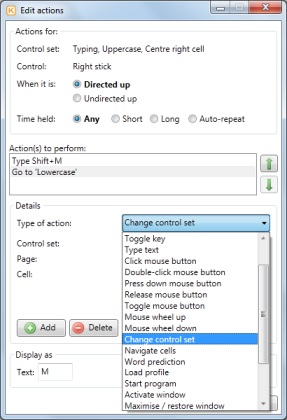 Edit actions
Actions for:
Control set: Typing, Uppercase, Centre right cell
Control: Right stick
When it is: Directed up
Undirected up
Time held: Any Short Long Auto-repeat
Action(s) to perform:
Type Shift+M
Go to 'Lowercase'
Details
Type of action: Change control set
Control set:
Page:
Cell:
Toggle key
Type text
Click mouse button
Double-click mouse button
Press down mouse button
Release mouse button
Toggle mouse button
Mouse wheel up
Mouse wheel down
Change control set
Navigate cells
Word prediction
Load profile
Start program
Activate window
Maximise / restore window
Add Delete
Display as
Text: M